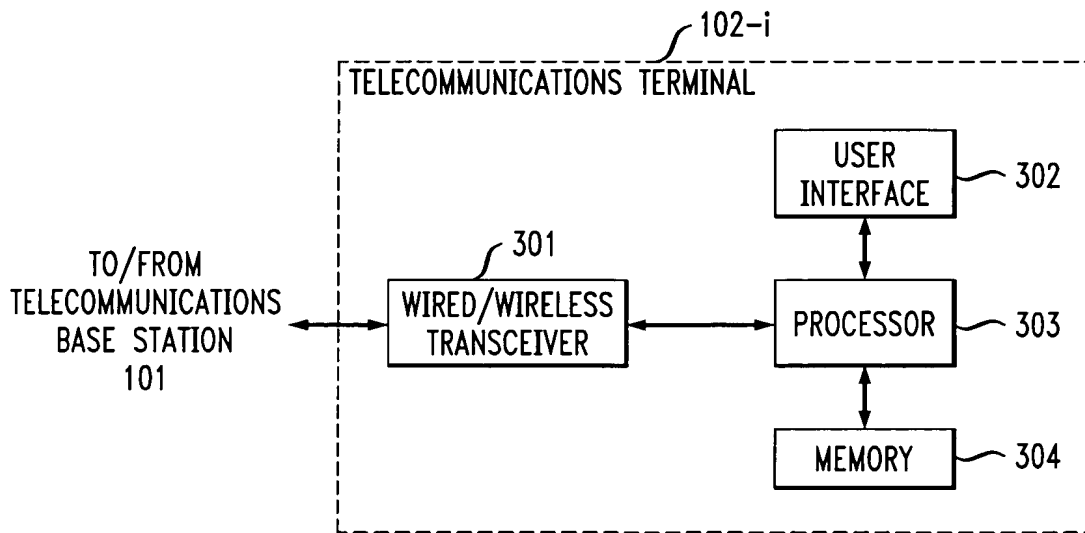 102-i
TELECOMMUNICATIONS TERMINAL
USER
INTERFACE
302
TO/FROM
TELECOMMUNICATIONS
BASE STATION
101
301
WIRED/WIRELESS
TRANSCEIVER
PROCESSOR
303
MEMORY
304